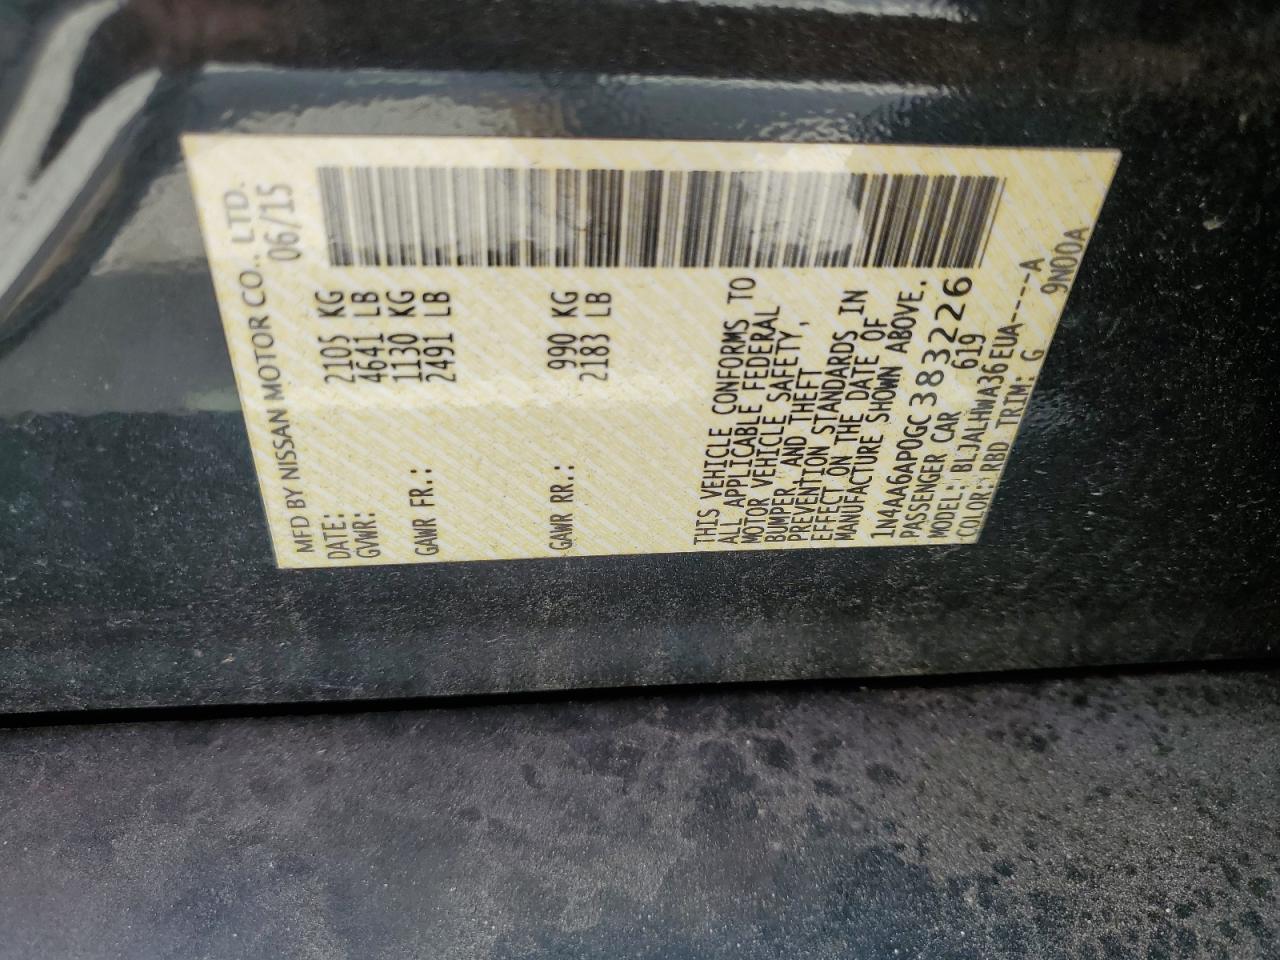 MFD BY NISSAN MOTOR CO., LTD.
DATE: 06/15
GVWR: 2105 KG
4641 LB
GAWR FR.: 1130 KG
2491 LB
GAWR RR.: 990 KG
2183 LB
THIS VEHICLE CONFORMS TO
ALL APPLICABLE FEDERAL
MOTOR VEHICLE SAFETY,
BUMPER, AND THEFT
PREVENTION STANDARDS IN
EFFECT ON THE DATE OF
MANUFACTURE SHOWN ABOVE.
1N4AA6AP0GC383226
PASSENGER CAR 619
MODEL: BLJALHWA36EUA----A
COLOR: RBD TRIM: G 9N00A